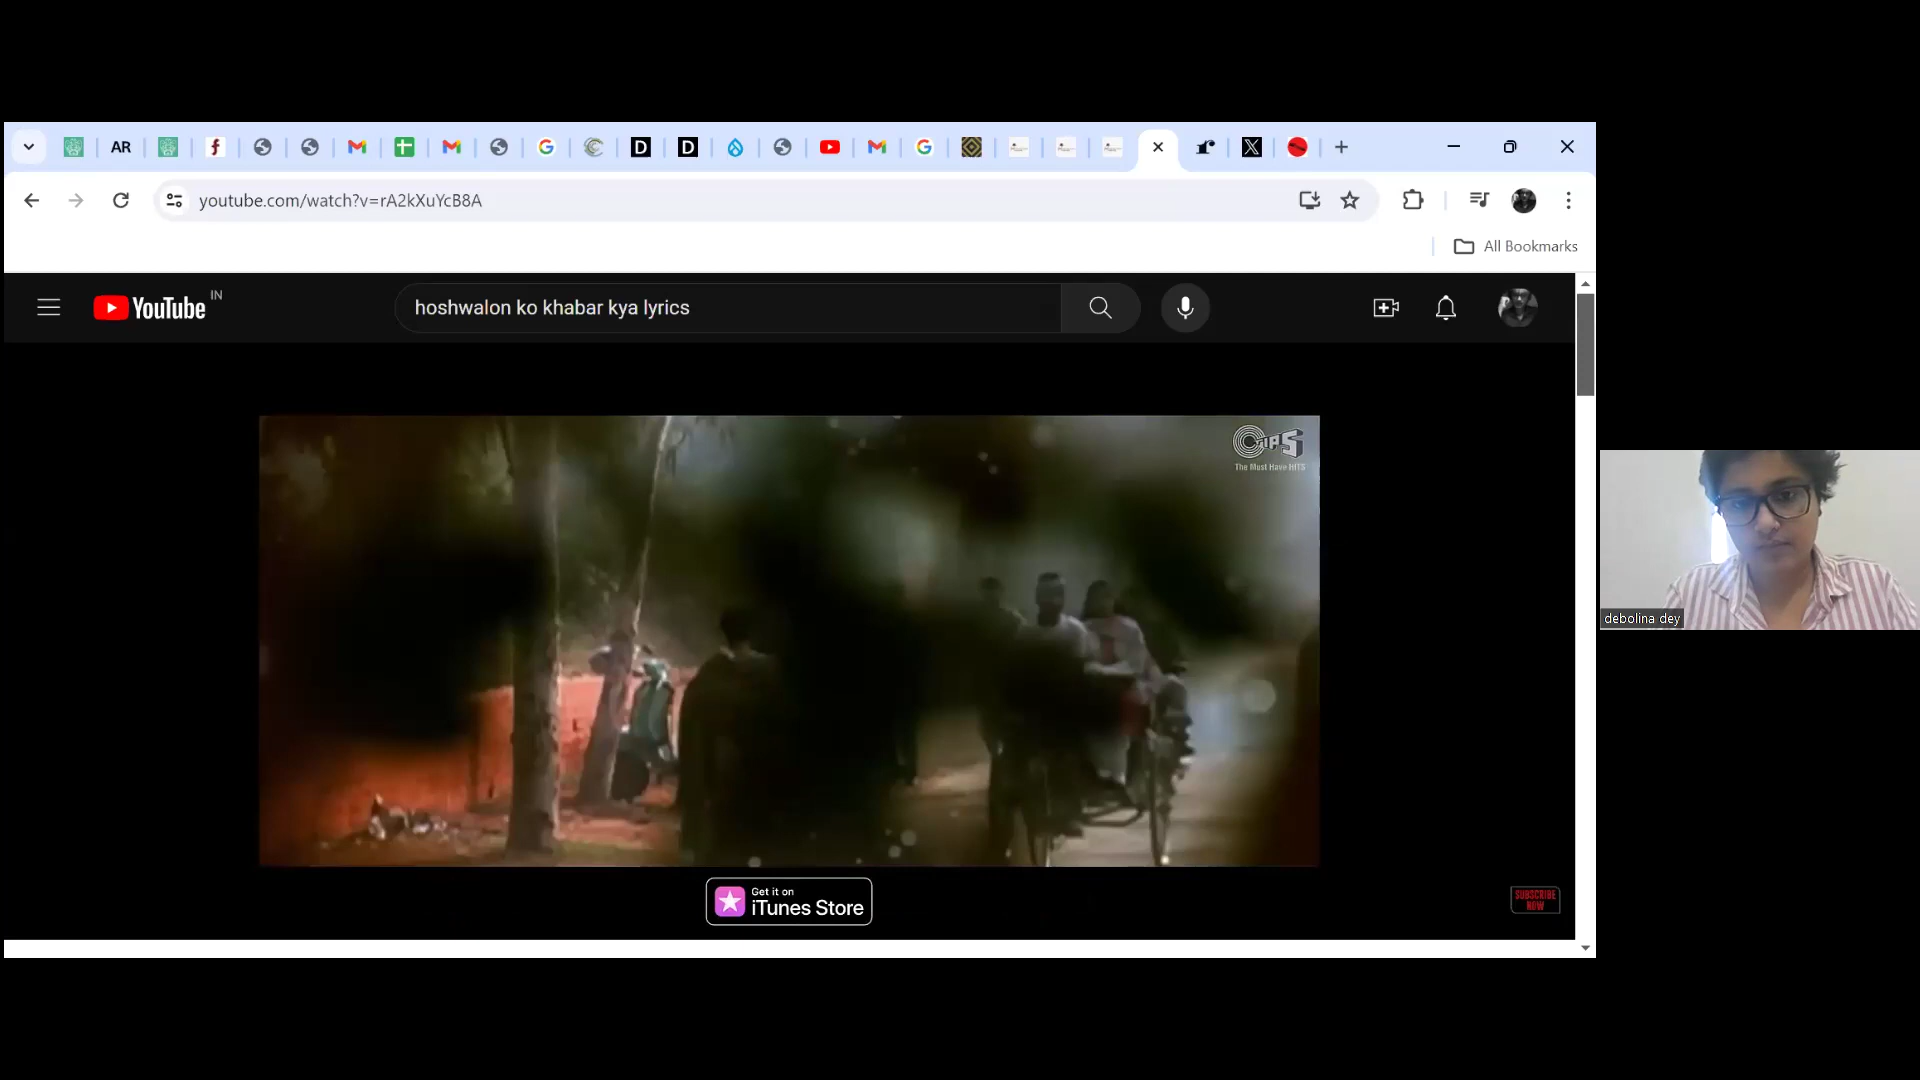 AR
youtube.com/watch?v=rA2kXuYcB8A
All Bookmarks
YouTube IN
hoshwalon ko khabar kya lyrics
TIPS
The Must Have HITS
debolina dey
Get it on
iTunes Store
SUBSCRIBE
NOW